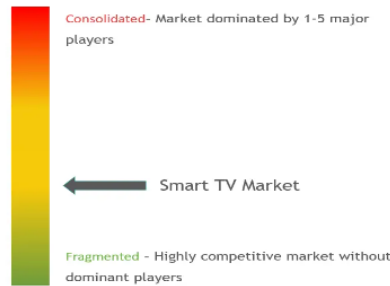 Consolidated- Market dominated by 1-5 major
players
Smart TV Market
Fragmented - Highly competitive market without
dominant players